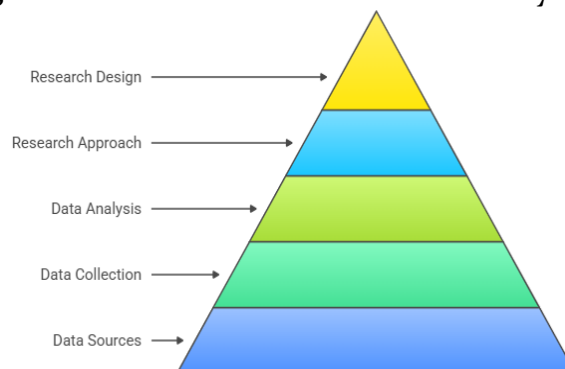 Research Design
Research Approach
Data Analysis
Data Collection
Data Sources